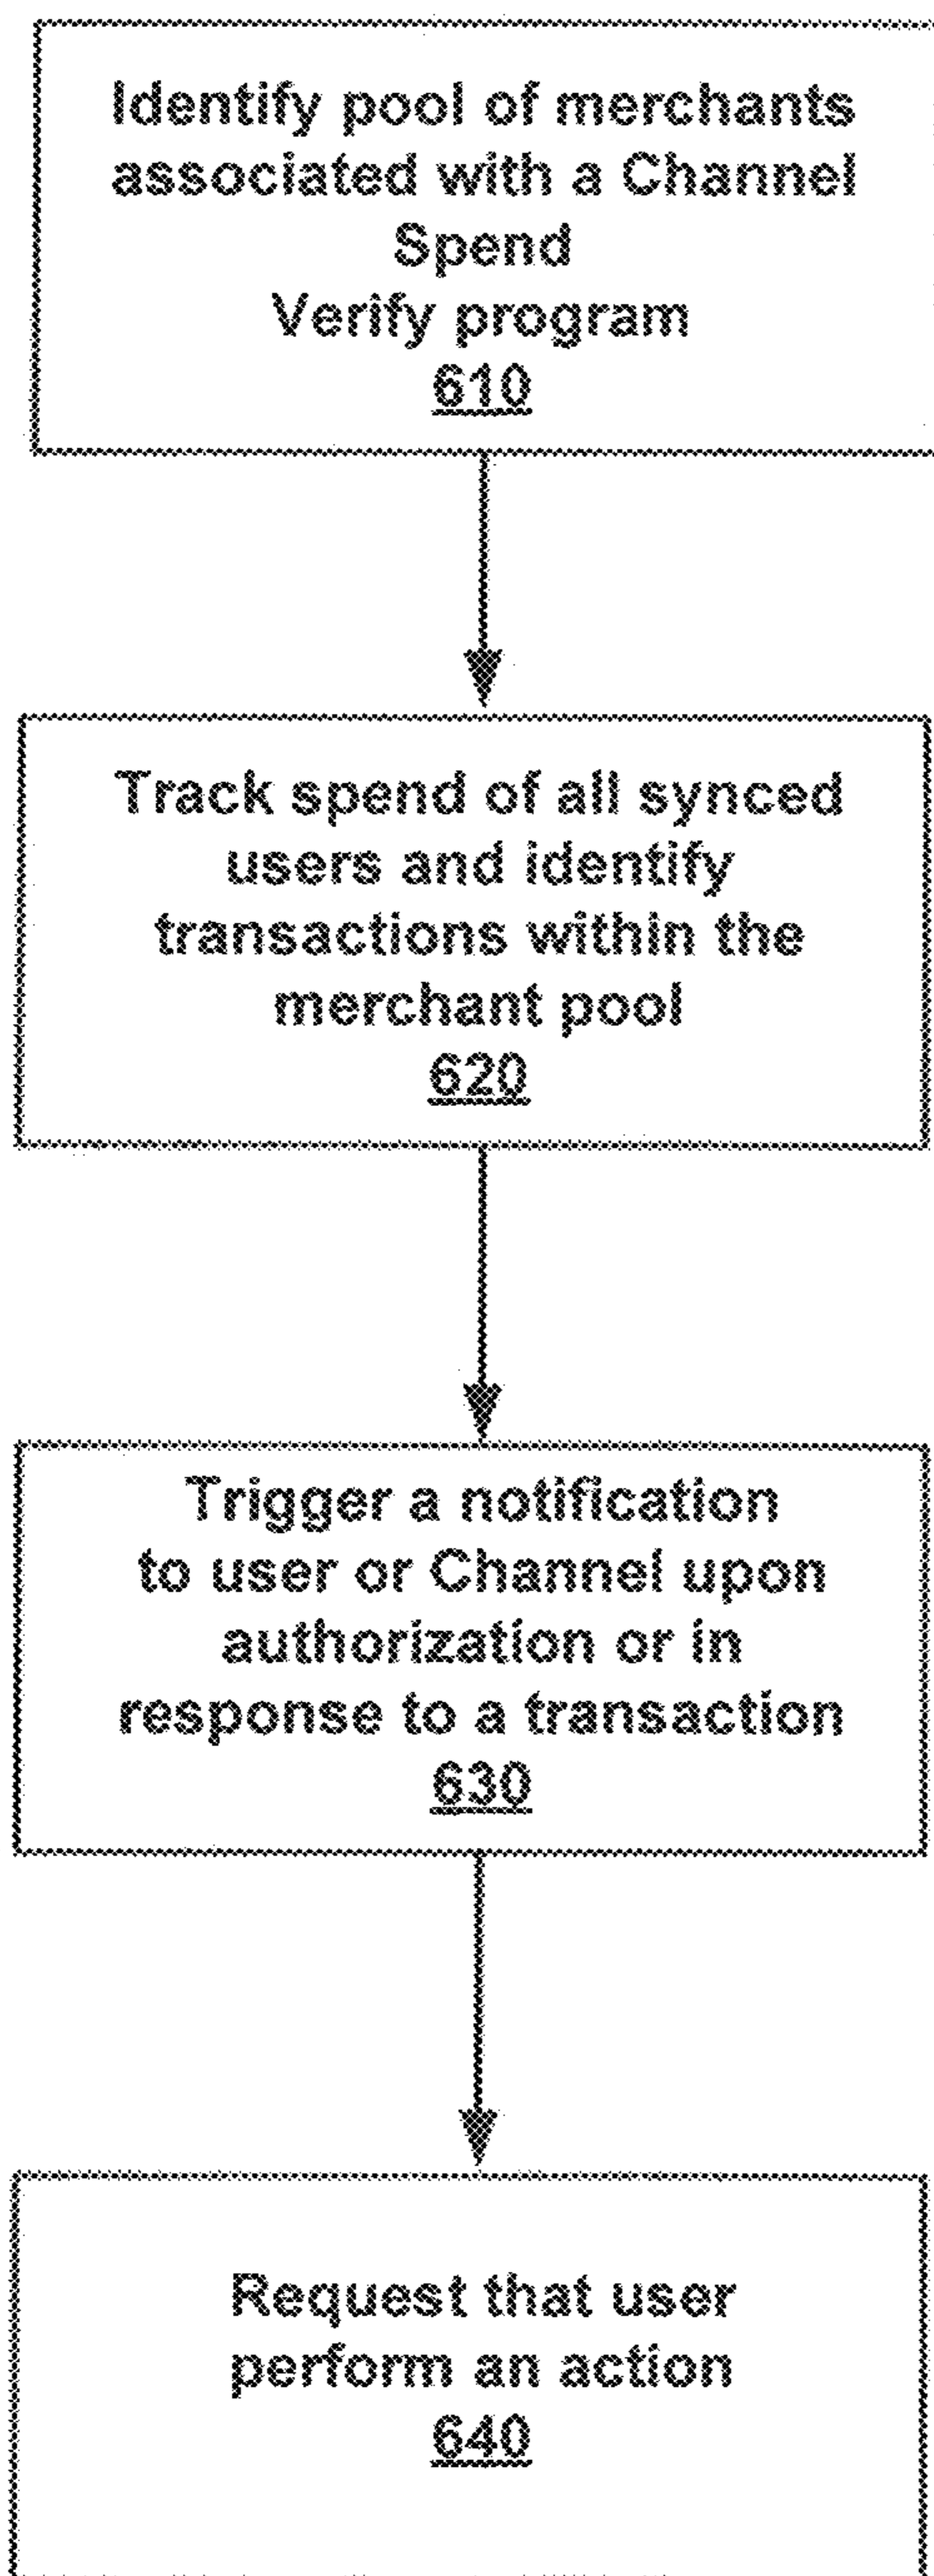 Identify pool of merchants
associated with a Channel
Spend
Verify program
610
Track spend of all synced
users and identify
transactions within the
merchant pool
620
Trigger a notification
to user or Channel upon
authorization or in
response to a transaction
630
Request that user
perform an action
640